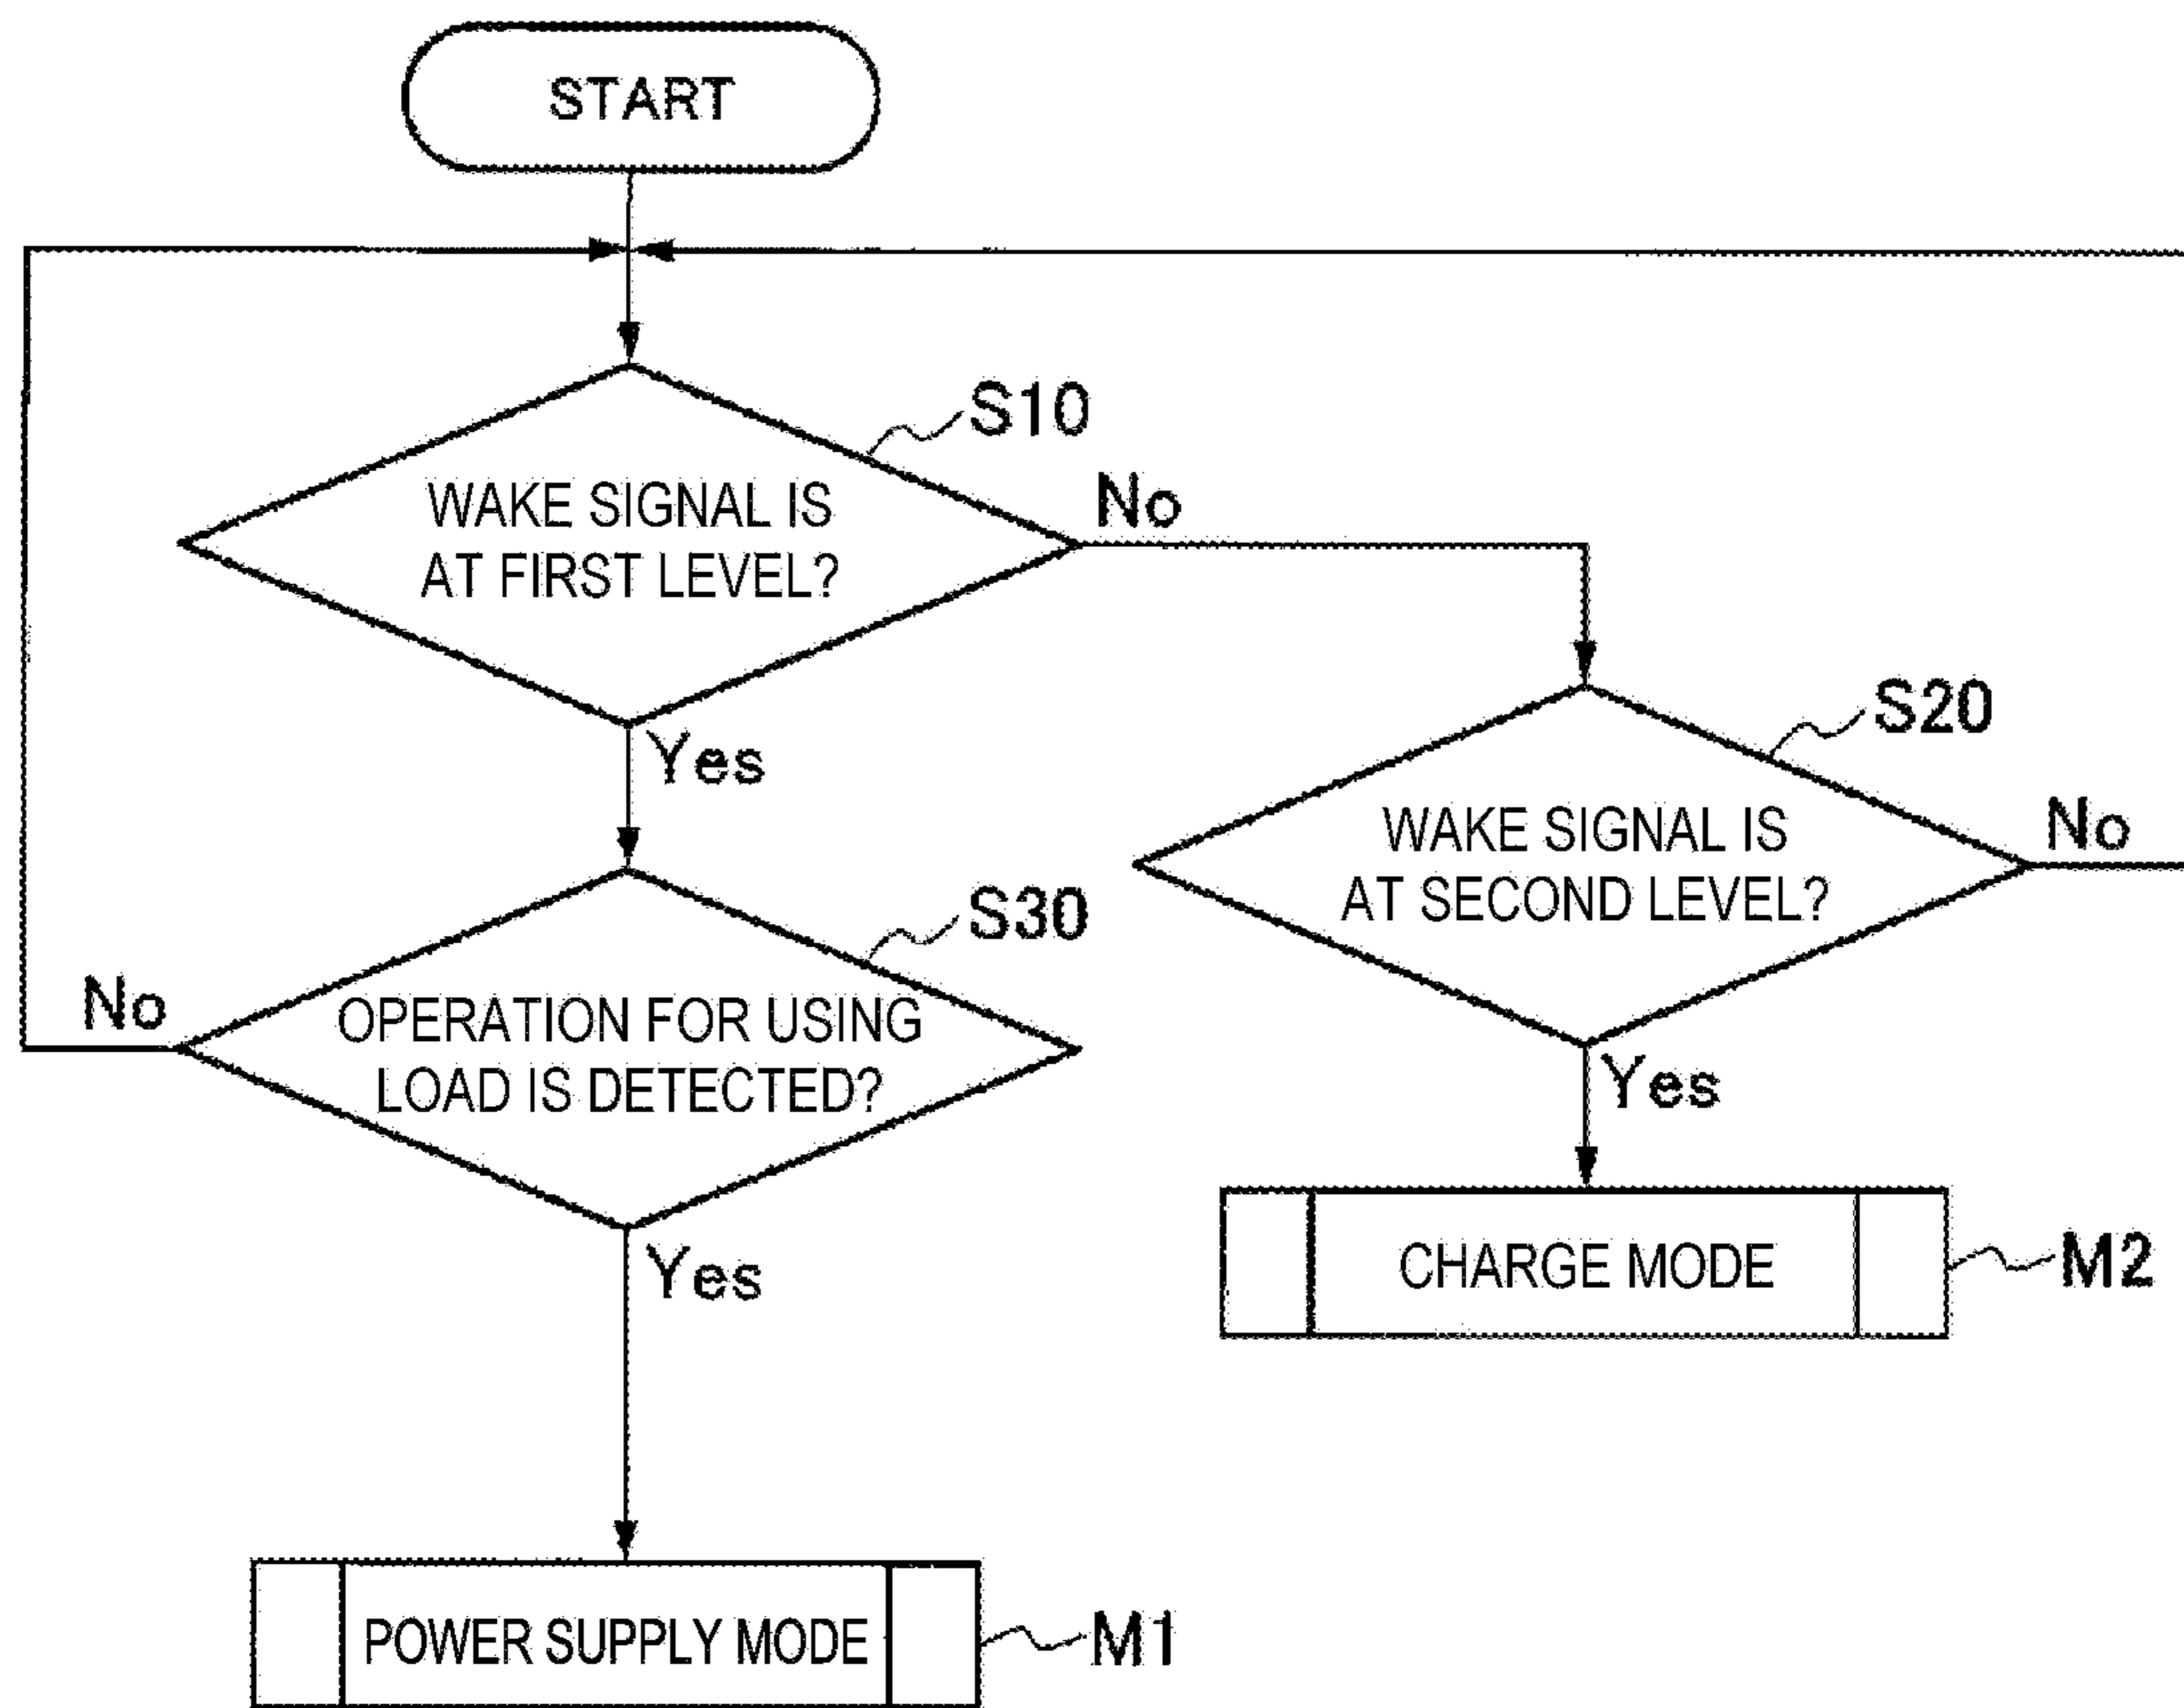 START
S10
WAKE SIGNAL IS
AT FIRST LEVEL?
No
Yes
S20
WAKE SIGNAL IS
AT SECOND LEVEL?
No
Yes
S30
OPERATION FOR USING
LOAD IS DETECTED?
No
Yes
CHARGE MODE
M2
POWER SUPPLY MODE
M1